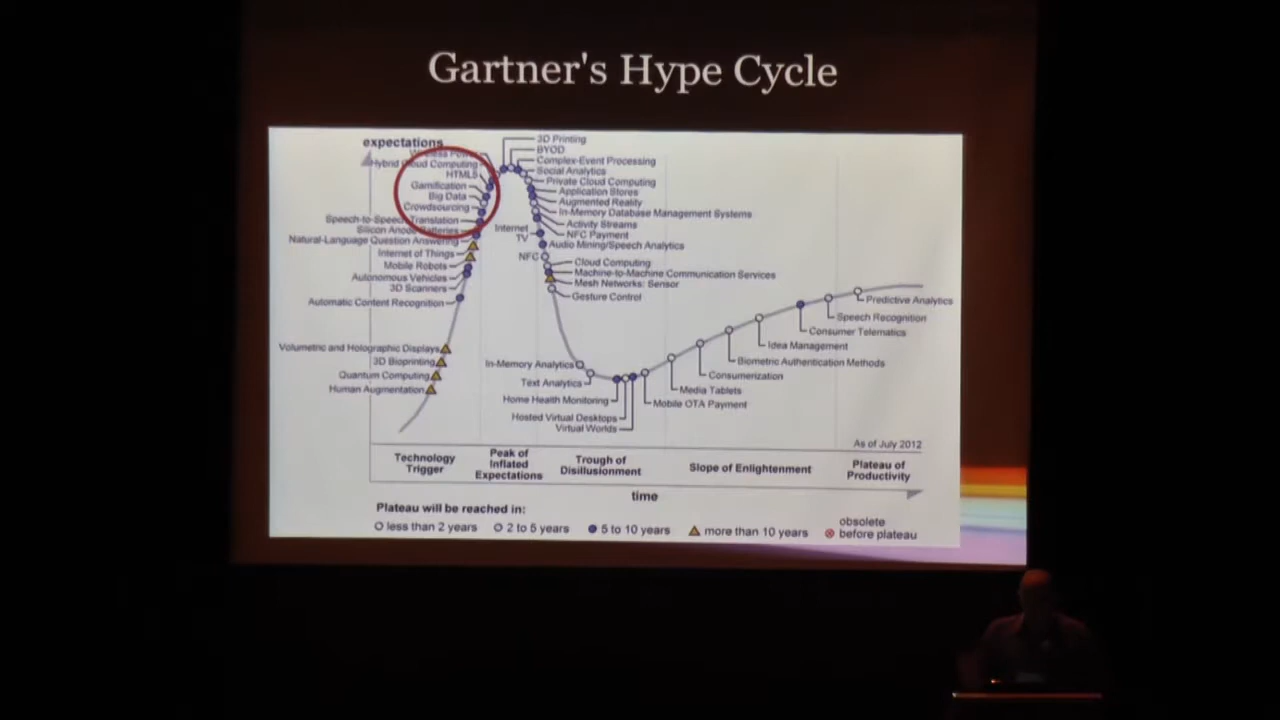 Gartner's Hype Cycle
expectations
Wireless Power
Hybrid Cloud Computing
HTML5
Gamification
Big Data
Crowdsourcing
Speech-to-Speech Translation
Silicon Anode Batteries
Natural-Language Question Answering
Internet of Things
Mobile Robots
Autonomous Vehicles
3D Scanners
Automatic Content Recognition
Volumetric and Holographic Displays
3D Bioprinting
Quantum Computing
Human Augmentation
3D Printing
BYOD
Complex-Event Processing
Social Analytics
Private Cloud Computing
Application Stores
Augmented Reality
In-Memory Database Management Systems
Activity Streams
Internet
TV
NFC Payment
Audio Mining/Speech Analytics
NFC
Cloud Computing
Machine-to-Machine Communication Services
Mesh Networks: Sensor
Gesture Control
In-Memory Analytics
Text Analytics
Home Health Monitoring
Hosted Virtual Desktops
Virtual Worlds
Mobile OTA Payment
Media Tablets
Consumerization
Biometric Authentication Methods
Idea Management
Consumer Telematics
Speech Recognition
Predictive Analytics
As of July 2012
Technology
Trigger
Peak of
Inflated
Expectations
Trough of
Disillusionment
Slope of Enlightenment
Plateau of
Productivity
time
Plateau will be reached in:
less than 2 years
2 to 5 years
5 to 10 years
more than 10 years
obsolete
before plateau